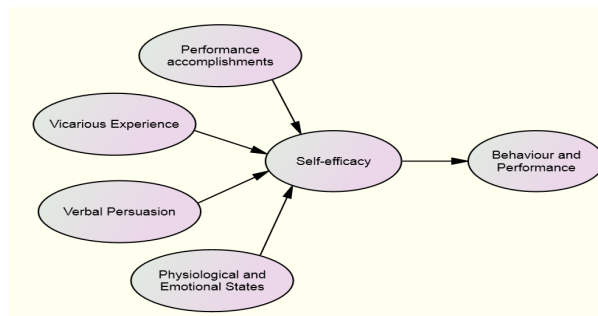 Performance
accomplishments
Vicarious Experience
Self-efficacy
Behaviour and
Performance
Verbal Persuasion
Physiological and
Emotional States